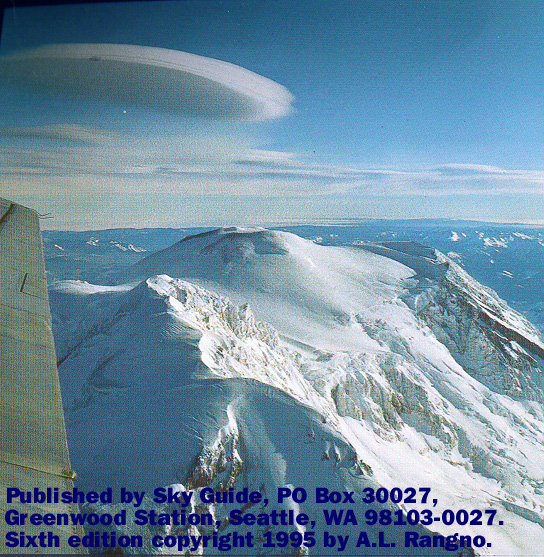 Published by Sky Guide, PO Box 30027,
Greenwood Station, Seattle, WA 98103-0027.
Sixth edition copyright 1995 by A.L. Rangno.